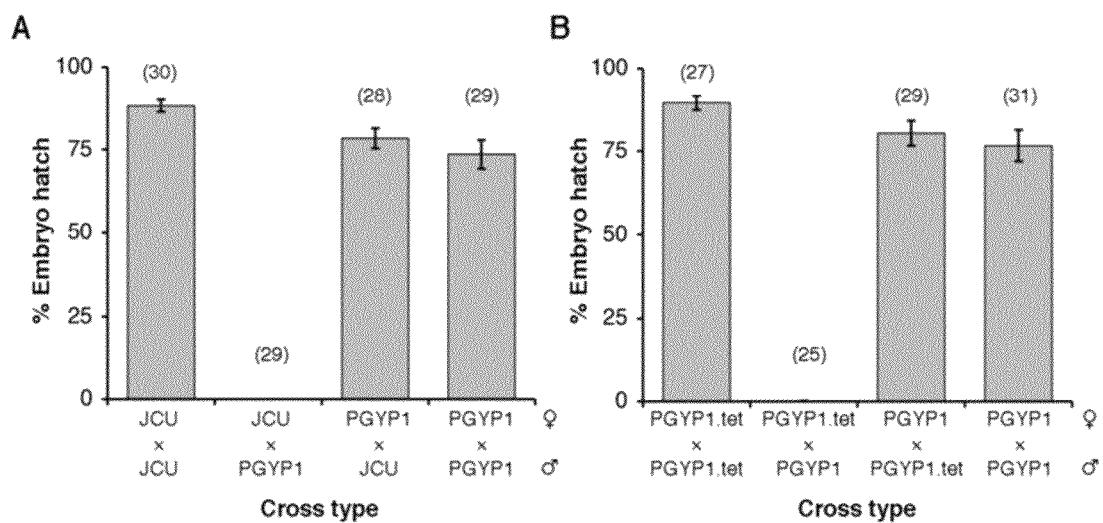 A
% Embryo hatch
100
75
50
25
0
(30)
(29)
(28)
(29)
JCU JCU PGYP1 PGYP1 ♀
× × × ×
JCU PGYP1 JCU PGYP1 ♂
Cross type
B
% Embryo hatch
100
75
50
25
0
(27)
(25)
(29)
(31)
PGYP1.tet PGYP1.tet PGYP1 PGYP1 ♀
× × × ×
PGYP1.tet PGYP1 PGYP1.tet PGYP1 ♂
Cross type